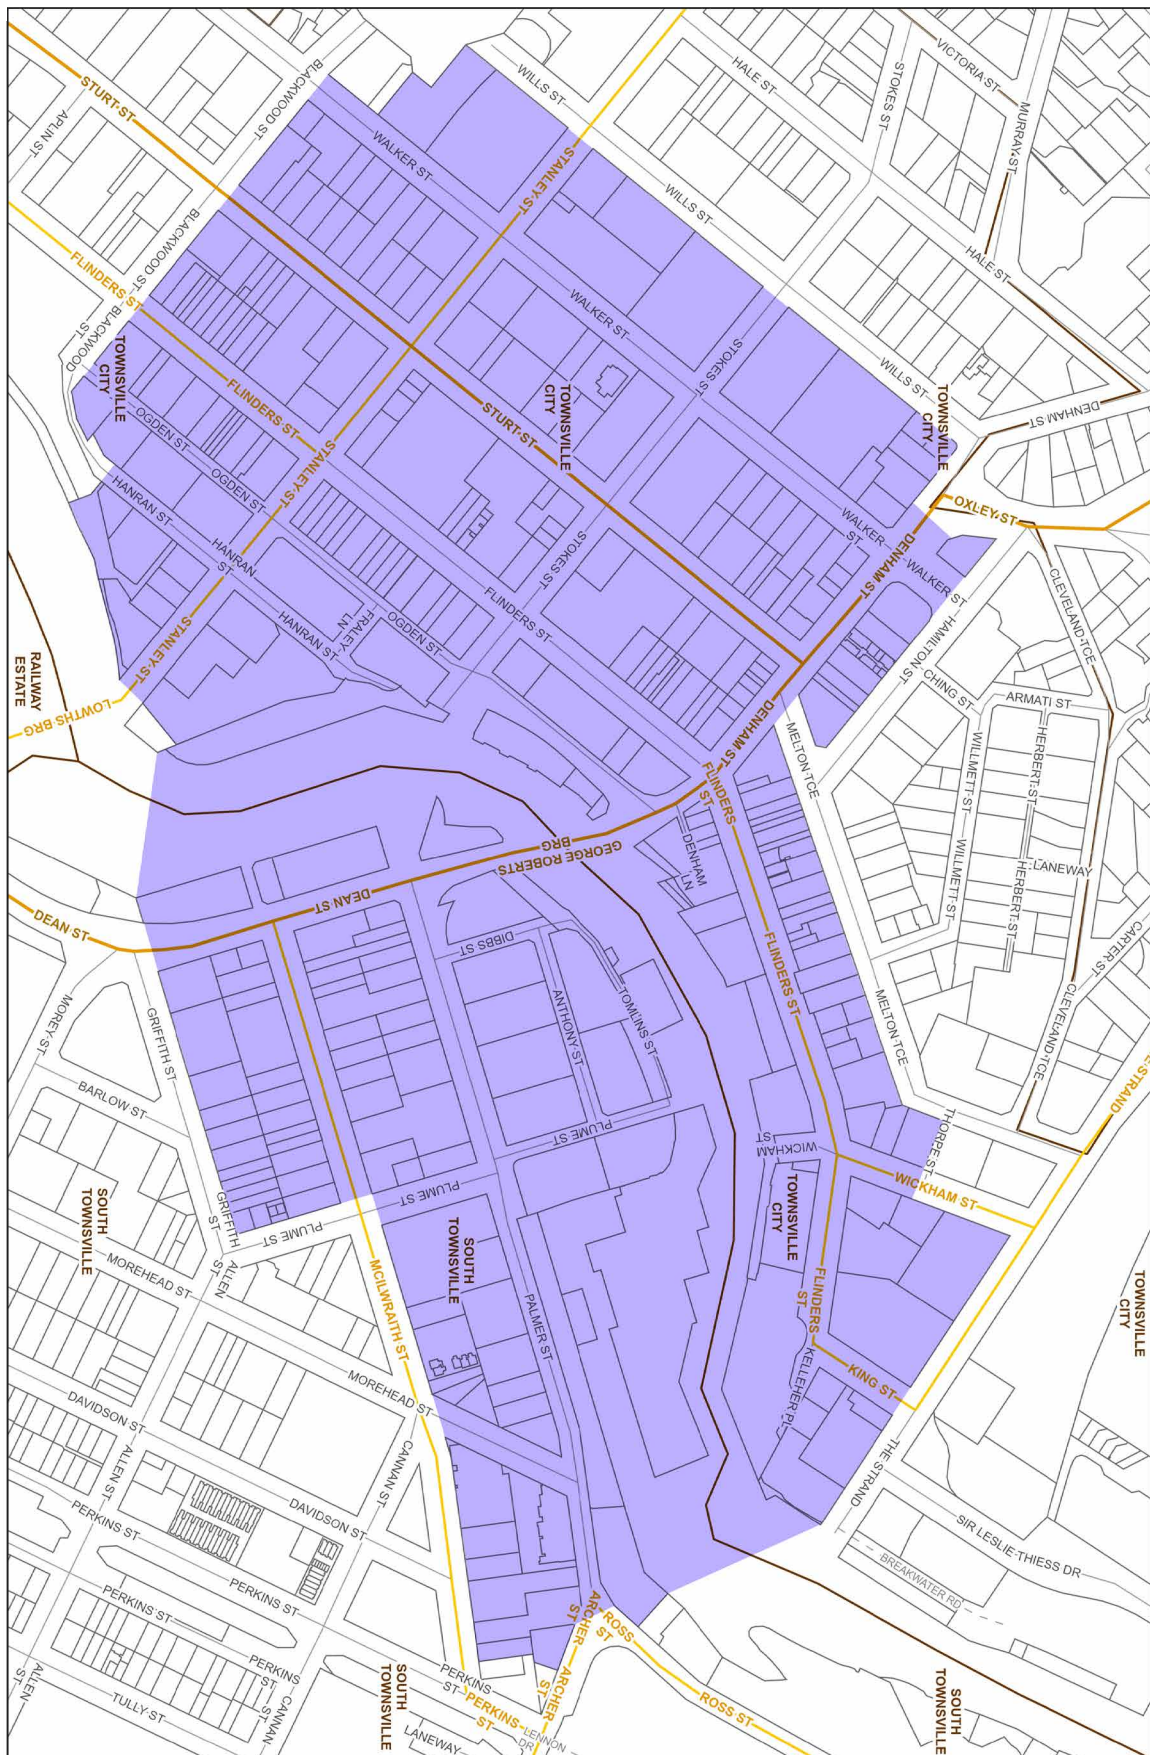 BLACKWOOD ST
WILLS ST
HALE ST
VICTORIA ST
STOKES ST
MURRAY ST
STURT ST
APLIN ST
WALKER ST
STANLEY ST
WILLS ST
HALE ST
BLACKWOOD ST
FLINDERS ST
BLACKWOOD
ST
TOWNSVILLE
CITY
WALKER ST
STOKES ST
WILLS ST
TOWNSVILLE
CITY
DENHAM ST
FLINDERS ST
OGDEN ST
STURT ST
TOWNSVILLE
CITY
STANLEY ST
OGDEN ST
HANRAN ST
HANRAN
ST
WALKER
ST
WALKER ST
DENHAM ST
OXLEY ST
CLEVELAND TCE
STOKES ST
FLINDERS ST
OGDEN ST
FRALEY
LN
HANRAN ST
STANLEY ST
LOWTHS BRG
RAILWAY
ESTATE
HAMILTON ST
CHING ST
ARMATI ST
HERBERT ST
WILLMETT ST
DENHAM ST
MELTON TCE
FLINDERS
ST
GEORGE ROBERTS
BRG
DENHAM
LN
WILLMETT ST
HERBERT ST
LANEWAY
DEAN ST
DEAN ST
DIBBS ST
FLINDERS ST
CARTER ST
MELTON TCE
CLEVELAND TCE
MOREY ST
GRIFFITH ST
ANTHONY ST
TOMLINS ST
BARLOW ST
PLUME ST
WICKHAM
ST
THORPE ST
E STRAND
WICKHAM ST
TOWNSVILLE
CITY
SOUTH
TOWNSVILLE
GRIFFITH
ST
PLUME ST
PLUME ST
SOUTH
TOWNSVILLE
MOREHEAD ST
ALLEN
ST
MCILWRAITH ST
PALMER ST
FLINDERS
ST
TOWNSVILLE
CITY
KING ST
KELLEHER PL
MOREHEAD ST
DAVIDSON ST
ALLEN ST
CANNAN ST
THE STRAND
DAVIDSON ST
PERKINS ST
SIR LESLIE THIESS DR
BREAKWATER RD
PERKINS ST
PERKINS ST
ARCHER
ST
ROSS
ST
PERKINS
ST
ALLEN
ST
TULLY ST
CANNAN
ST
SOUTH
TOWNSVILLE
PERKINS
ST
PERKINS
ST
ARCHER
ST
ROSS ST
LENNON
DR
LANEWAY
SOUTH
TOWNSVILLE